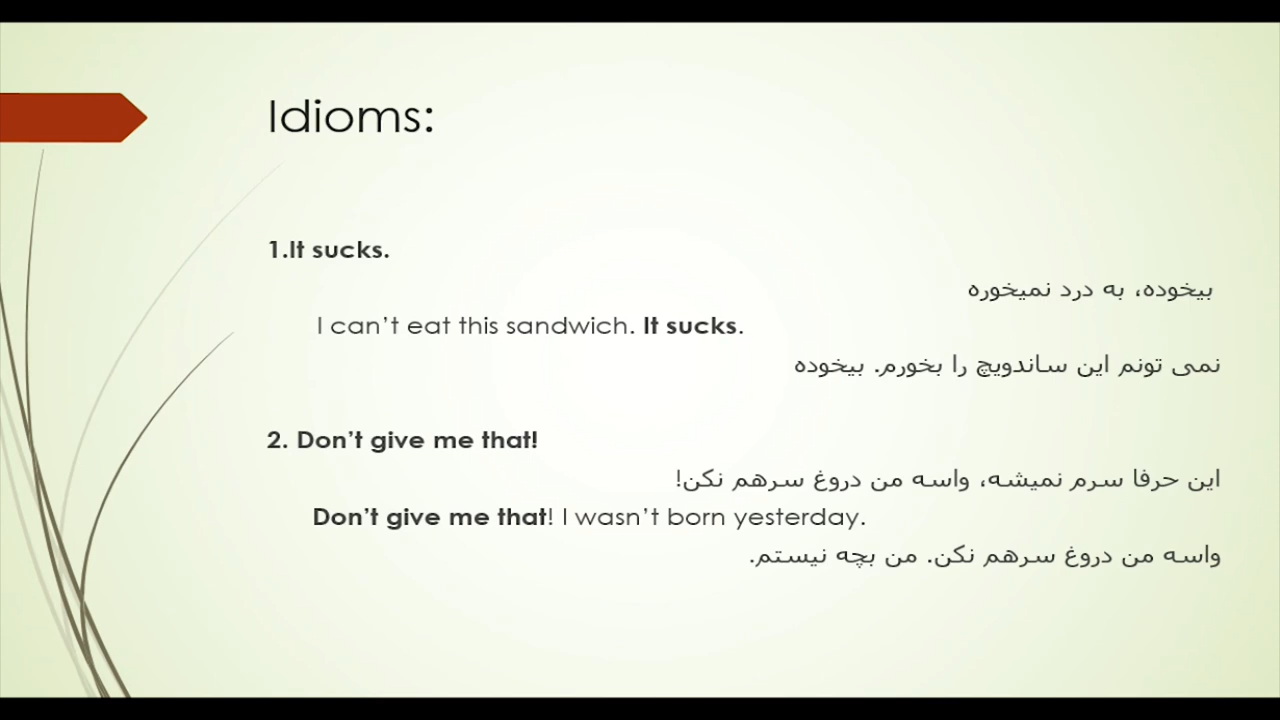 Idioms:
1.It sucks.
بیخوده، به درد نمیخوره
I can’t eat this sandwich. It sucks.
نمی تونم این ساندویچ را بخورم. بیخوده
2. Don’t give me that!
این حرفا سرم نمیشه، واسه من دروغ سرهم نکن!
Don’t give me that! I wasn’t born yesterday.
واسه من دروغ سرهم نکن. من بچه نیستم.